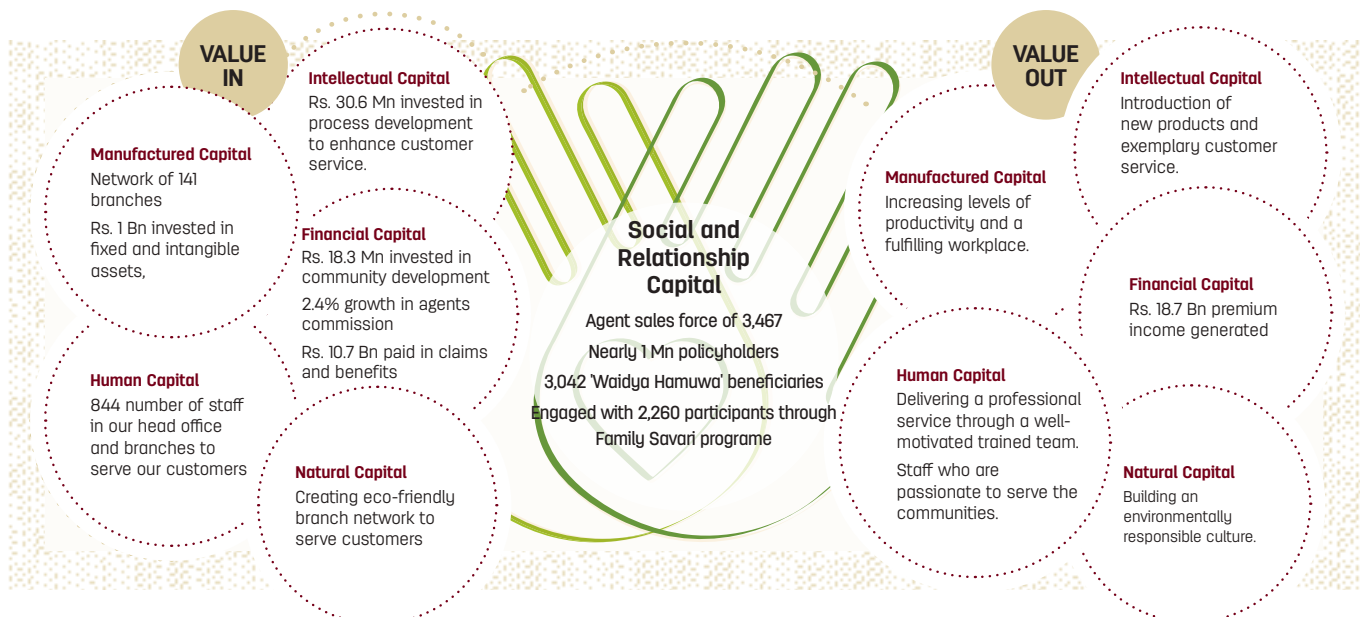 VALUE
IN
Intellectual Capital
Rs. 30.6 Mn invested in
process development
to enhance customer
service.
Manufactured Capital
Network of 141
branches
Rs. 1 Bn invested in
fixed and intangible
assets,
Financial Capital
Rs. 18.3 Mn invested in
community development
2.4% growth in agents
commission
Rs. 10.7 Bn paid in claims
and benefits
Human Capital
844 number of staff
in our head office
and branches to
serve our customers
Natural Capital
Creating eco-friendly
branch network to
serve customers
Social and
Relationship
Capital
Agent sales force of 3,467
Nearly 1 Mn policyholders
3,042 'Waidya Hamuwa' beneficiaries
Engaged with 2,260 participants through
Family Savari programe
VALUE
OUT
Intellectual Capital
Introduction of
new products and
exemplary customer
service.
Manufactured Capital
Increasing levels of
productivity and a
fulfilling workplace.
Financial Capital
Rs. 18.7 Bn premium
income generated
Human Capital
Delivering a professional
service through a well-
motivated trained team.
Staff who are
passionate to serve the
communities.
Natural Capital
Building an
environmentally
responsible culture.